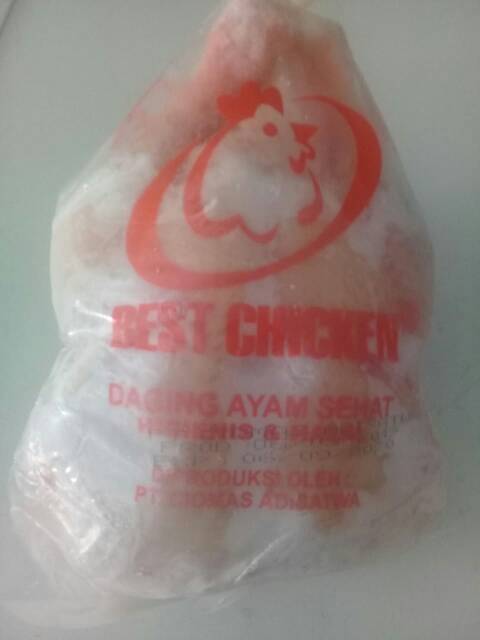 BEST CHICKEN
DAGING AYAM SEHAT
HIGIENIS & HALAL
DIPRODUKSI OLEH :
PT. CIOMAS ADISATWA